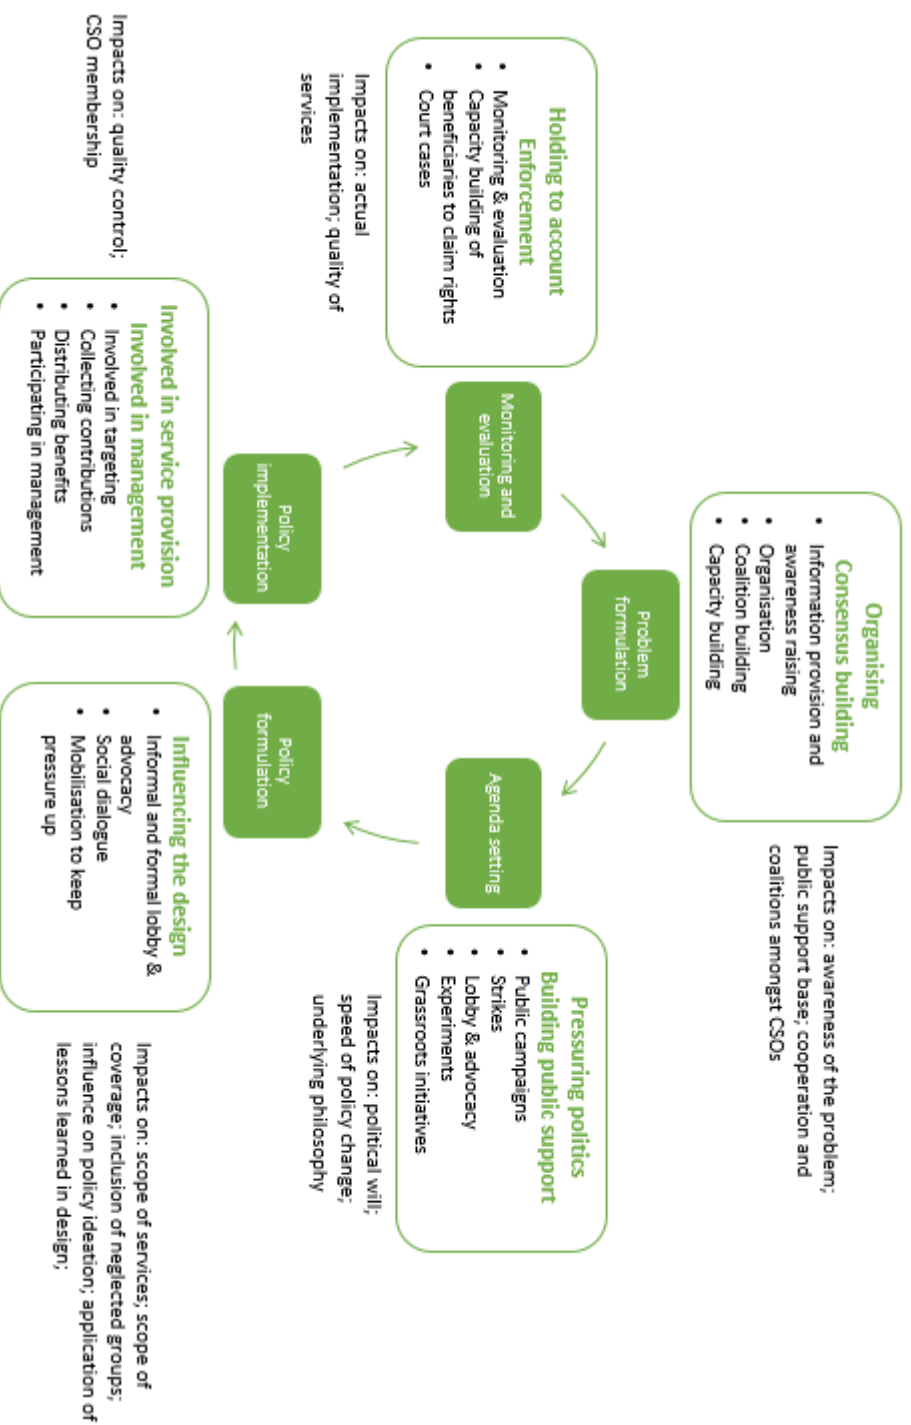 Organising
Consensus building
• Information provision and
awareness raising
• Organisation
• Coalition building
• Capacity building
Impacts on: awareness of the problem;
public support base; cooperation and
coalitions amongst CSOs
Problem
formulation
Holding to account
Enforcement
• Monitoring & evaluation
• Capacity building of
beneficiaries to claim rights
• Court cases
Impacts on: actual
implementation; quality of
services
Monitoring and
evaluation
Agenda setting
Pressuring politics
Building public support
• Public campaigns
• Strikes
• Lobby & advocacy
• Experiments
• Grassroots initiatives
Impacts on: political will;
speed of policy change;
underlying philosophy
Policy
implementation
Policy
formulation
Impacts on: quality control;
CSO membership
Involved in service provision
Involved in management
• Involved in targeting
• Collecting contributions
• Distributing benefits
• Participating in management
Influencing the design
• Informal and formal lobby &
advocacy
• Social dialogue
• Mobilisation to keep
pressure up
Impacts on: scope of services; scope of
coverage; inclusion of neglected groups;
influence on policy ideation; application of
lessons learned in design;